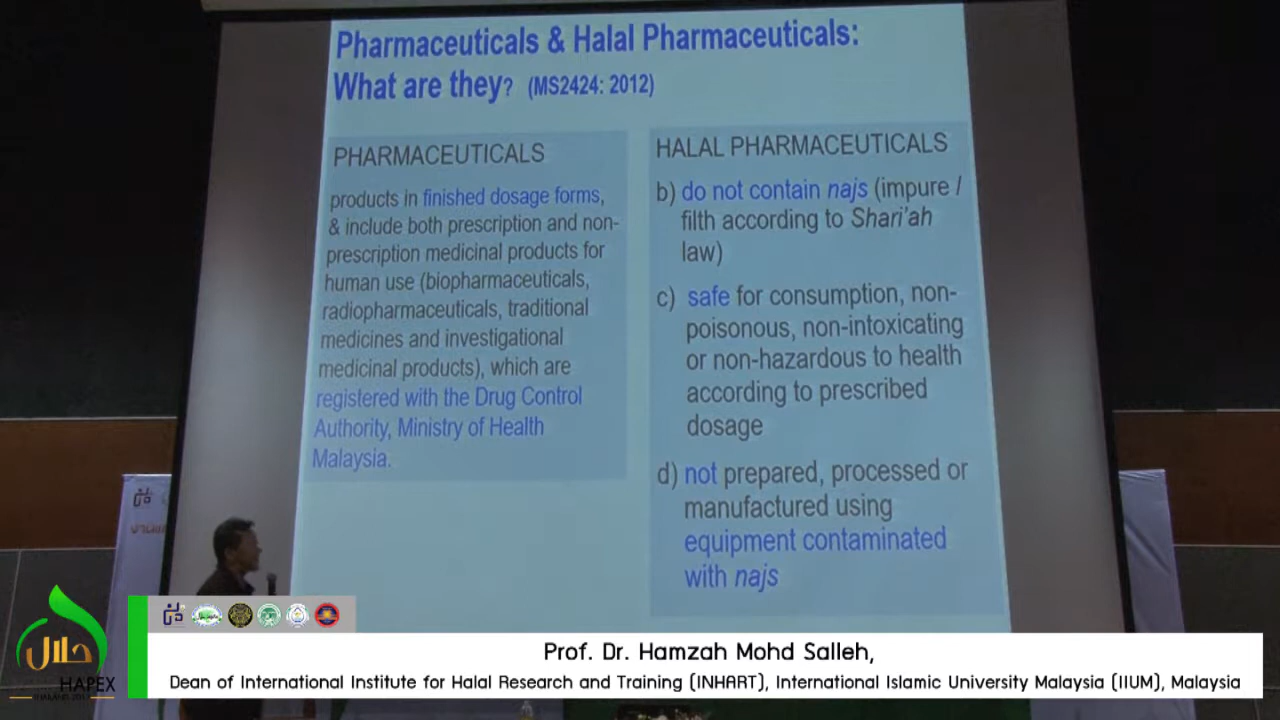 Pharmaceuticals & Halal Pharmaceuticals:
What are they? (MS2424: 2012)
PHARMACEUTICALS
products in finished dosage forms,
& include both prescription and non-
prescription medicinal products for
human use (biopharmaceuticals,
radiopharmaceuticals, traditional
medicines and investigational
medicinal products), which are
registered with the Drug Control
Authority, Ministry of Health
Malaysia.
HALAL PHARMACEUTICALS
b) do not contain najs (impure /
filth according to Shari'ah
law)
c) safe for consumption, non-
poisonous, non-intoxicating
or non-hazardous to health
according to prescribed
dosage
d) not prepared, processed or
manufactured using
equipment contaminated
with najs
حلال
HAPEX
Prof. Dr. Hamzah Mohd Salleh,
Dean of International Institute for Halal Research and Training (INHART), International Islamic University Malaysia (IIUM), Malaysia